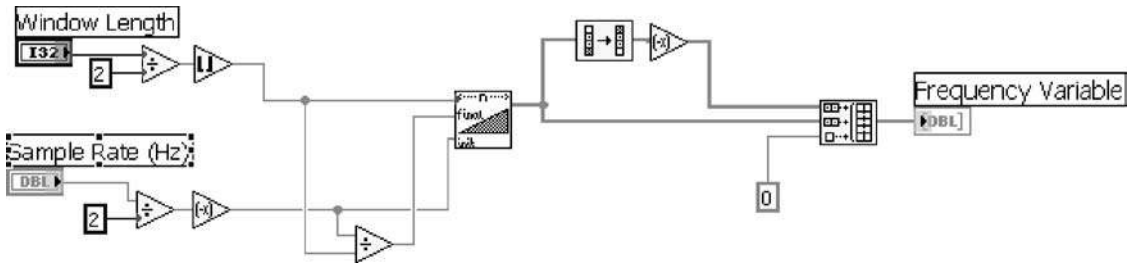 Window Length
I32
2
÷
n
final
init
(-x)
Frequency Variable
[DBL]
Sample Rate (Hz)
DBL
2
÷
(-x)
÷
0